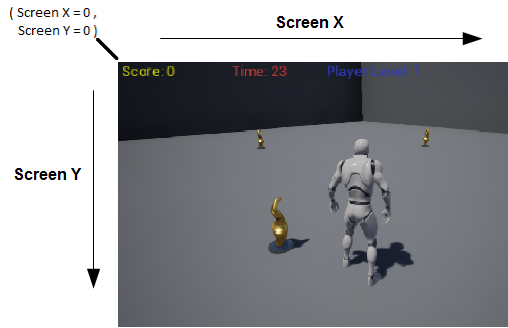 ( Screen X = 0 ,
Screen Y = 0 )
Screen X
Score: 0 Time: 23 Player Level: 1
Screen Y